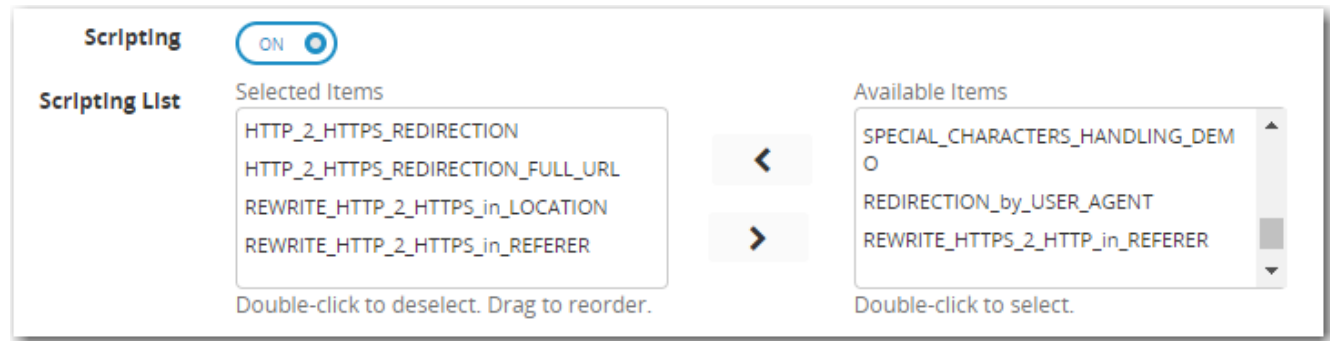 Scripting
ON
Scripting List
Selected Items
HTTP_2_HTTPS_REDIRECTION
HTTP_2_HTTPS_REDIRECTION_FULL_URL
REWRITE_HTTP_2_HTTPS_in_LOCATION
REWRITE_HTTP_2_HTTPS_in_REFERER
Double-click to deselect. Drag to reorder.
Available Items
SPECIAL_CHARACTERS_HANDLING_DEM
O
REDIRECTION_by_USER_AGENT
REWRITE_HTTPS_2_HTTP_in_REFERER
Double-click to select.